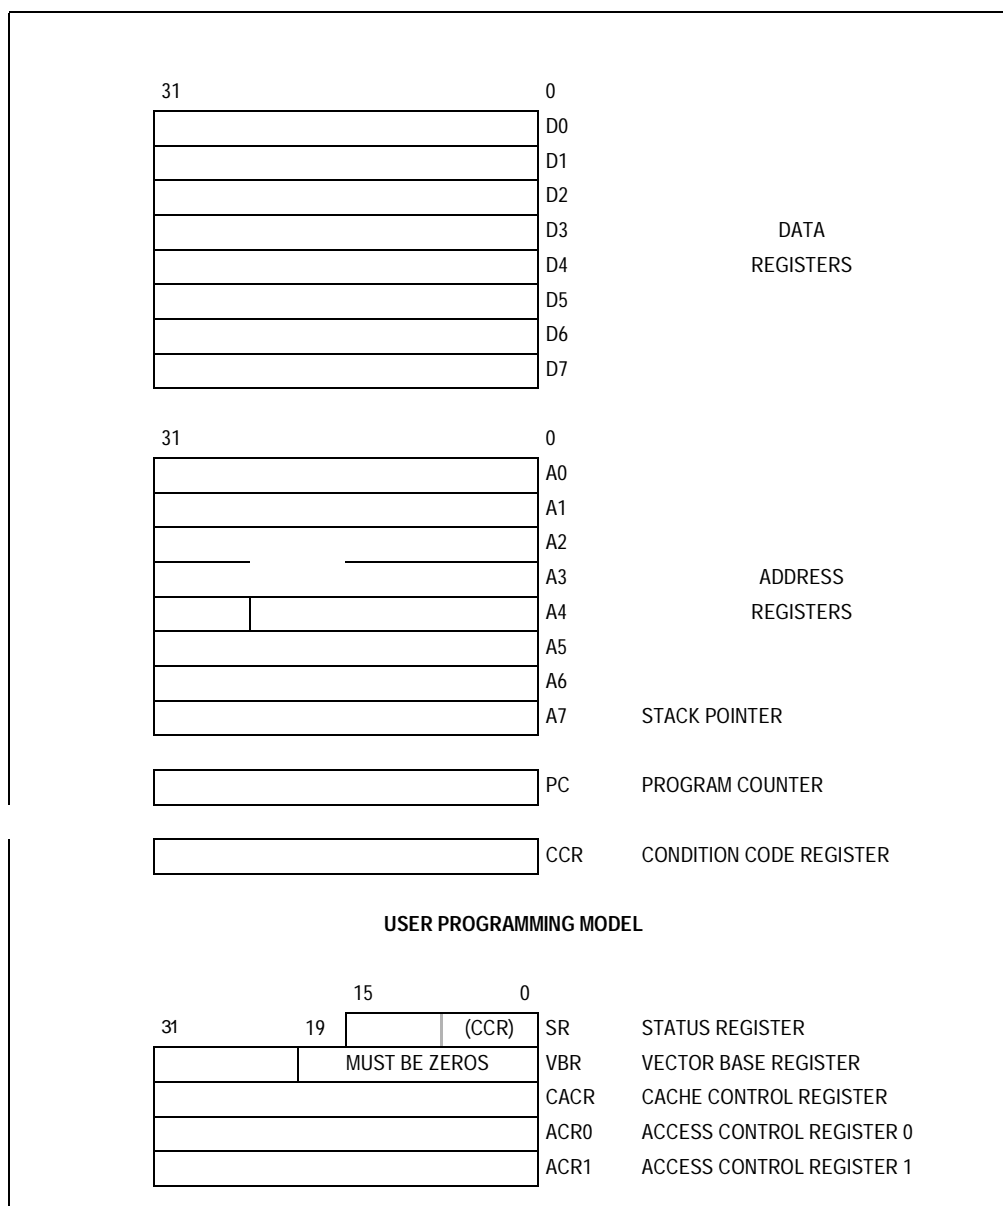 31 0
D0
D1
D2
D3 DATA
D4 REGISTERS
D5
D6
D7
31 0
A0
A1
A2
A3 ADDRESS
A4 REGISTERS
A5
A6
A7 STACK POINTER
PC PROGRAM COUNTER
CCR CONDITION CODE REGISTER
USER PROGRAMMING MODEL
15 0
31 19 (CCR) SR STATUS REGISTER
MUST BE ZEROS VBR VECTOR BASE REGISTER
CACR CACHE CONTROL REGISTER
ACR0 ACCESS CONTROL REGISTER 0
ACR1 ACCESS CONTROL REGISTER 1